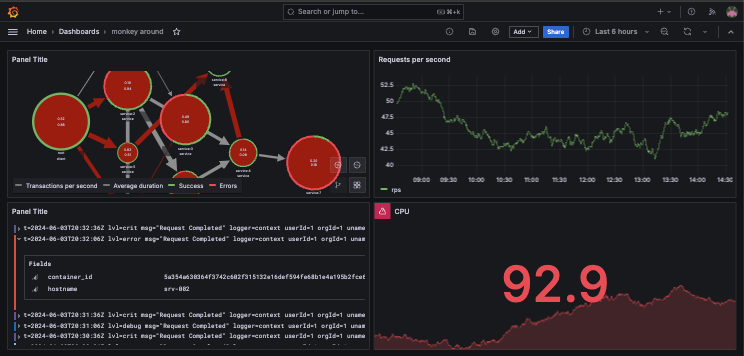 Search or jump to...
⌘+k
Home > Dashboards > monkey around
Add
Share
Last 6 hours
Panel Title
service:2
service
service
client
service
Transactions per second
Average duration
Success
Errors
Requests per second
52.5
50
47.5
45
42.5
40
09:00 09:30 10:00 10:30 11:00 11:30 12:00 12:30 13:00 13:30 14:00 14:30
rps
Panel Title
t=2024-06-03T20:32:36Z lvl=crit msg="Request Completed" logger=context userId=1 orgId=1 uname
t=2024-06-03T20:32:06Z lvl=error msg="Request Completed" logger=context userId=1 orgId=1 unam
Fields
container_id
hostname srv-002
t=2024-06-03T20:31:36Z lvl=crit msg="Request Completed" logger=context userId=1 orgId=1 uname
t=2024-06-03T20:31:06Z lvl=debug msg="Request Completed" logger=context userId=1 orgId=1 unam
t=2024-06-03T20:30:36Z lvl=crit msg="Request Completed" logger=context userId=1 orgId=1 uname
CPU
92.9